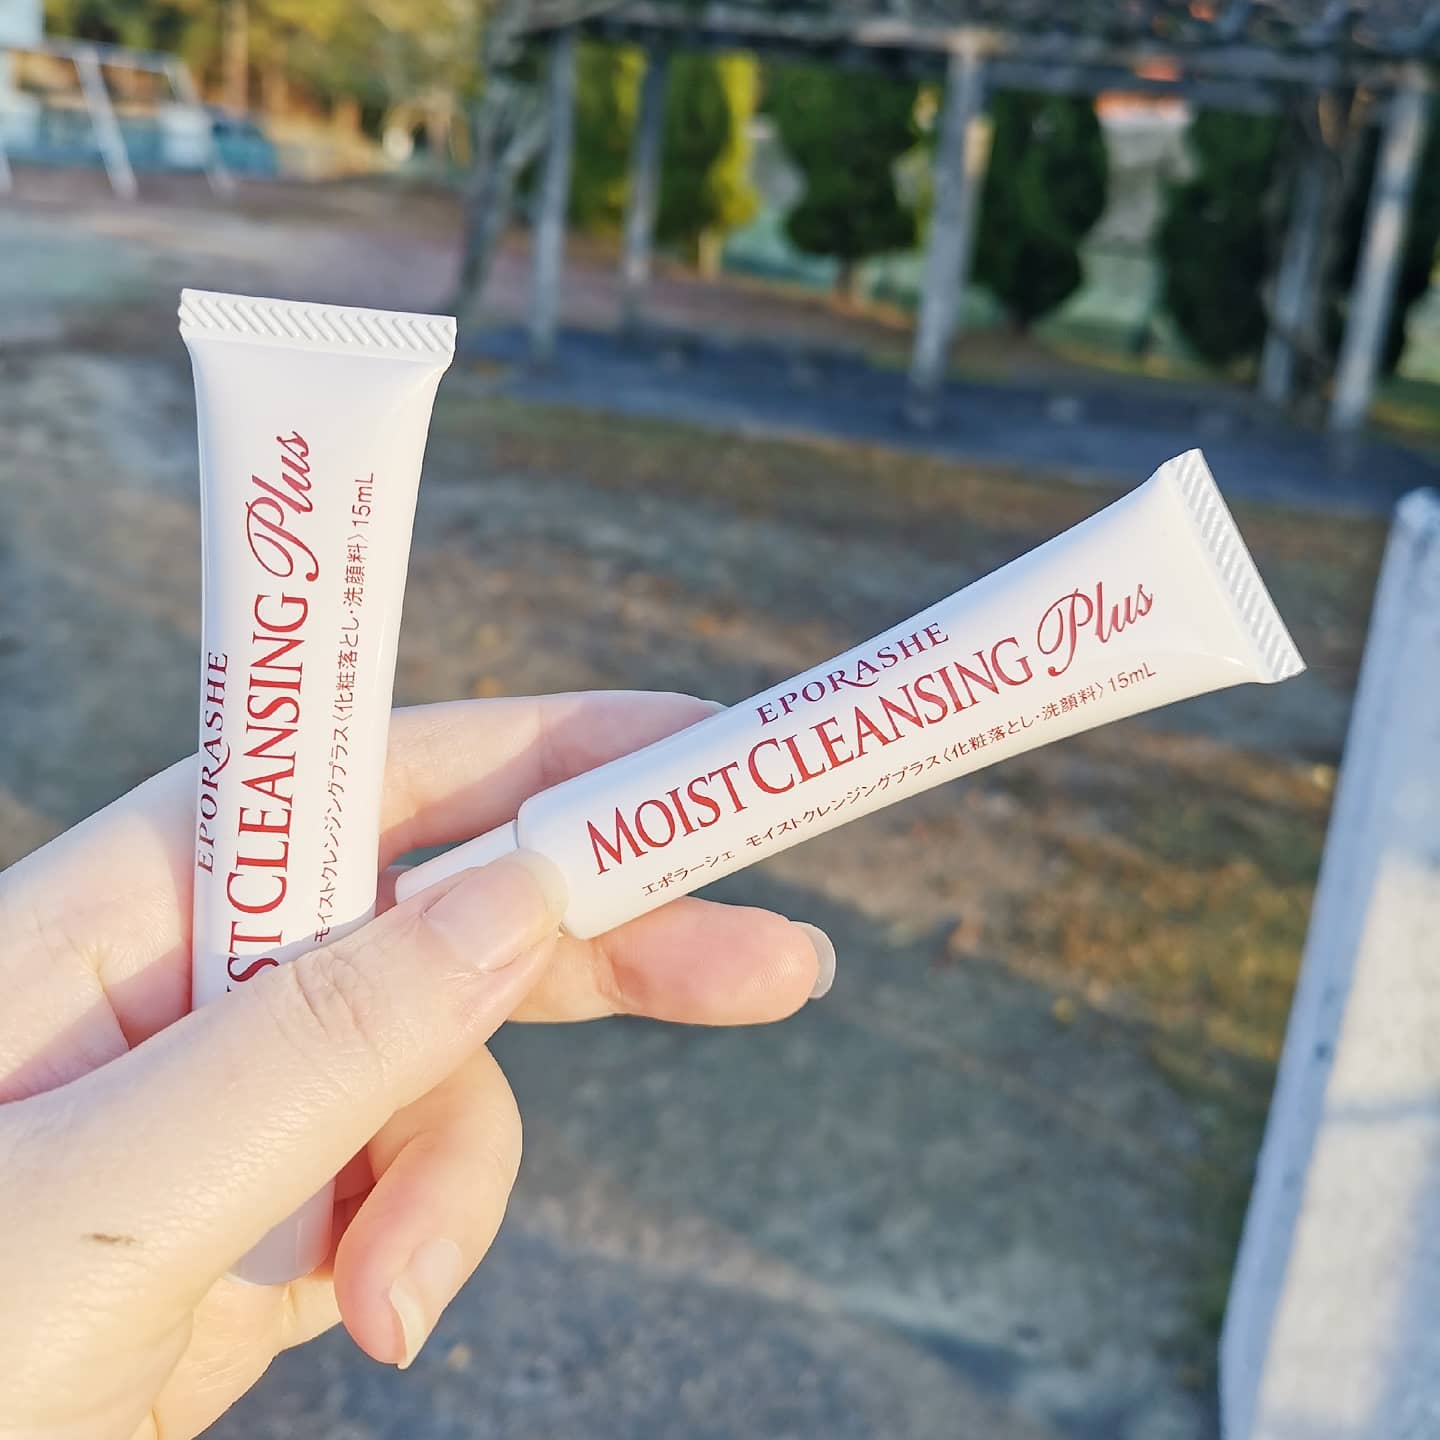 EPORASHE
ST CLEANSING Plus
モイストクレンジングプラス〈化粧落とし・洗顔料〉15mL
EPORASHE
MOIST CLEANSING Plus
エポラーシェ モイストクレンジングプラス〈化粧落とし・洗顔料〉15mL